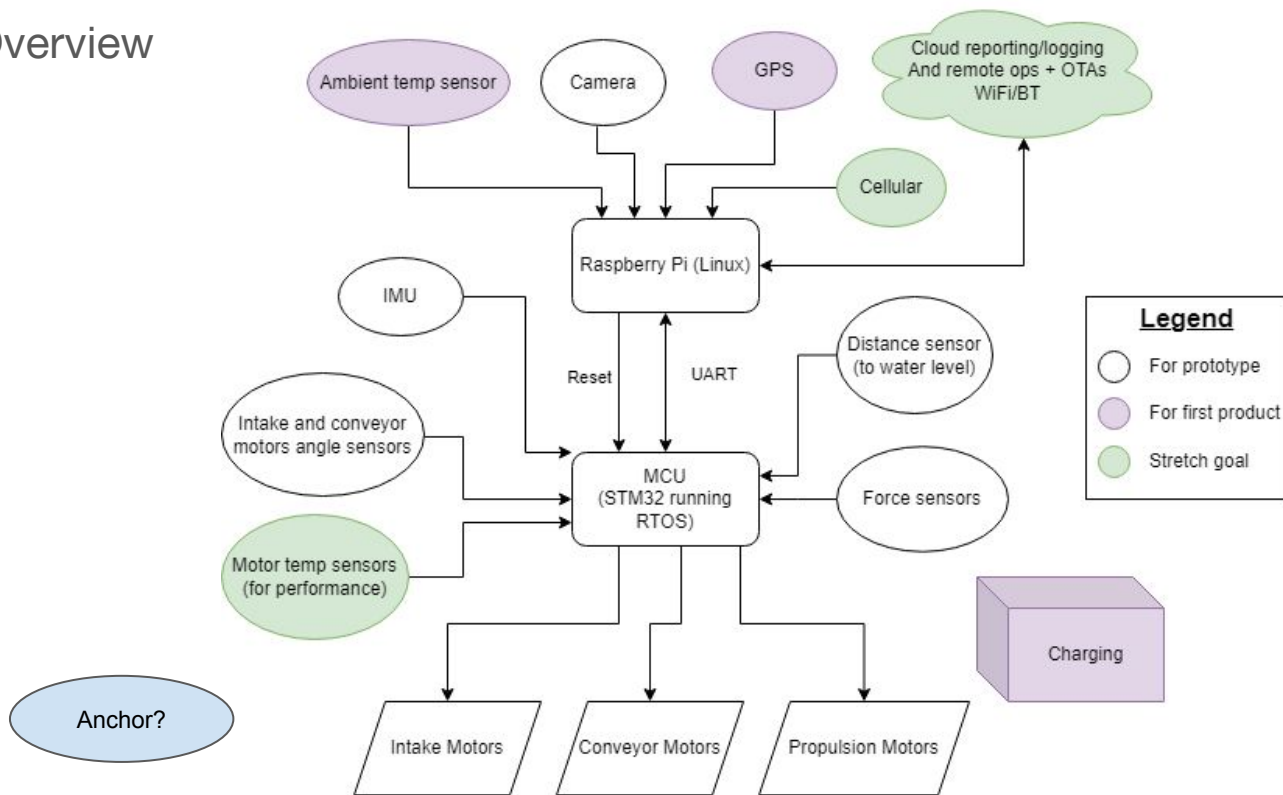 Overview
Ambient temp sensor
Camera
GPS
Cloud reporting/logging
And remote ops + OTAs
WiFi/BT
Cellular
Raspberry Pi (Linux)
IMU
Reset
UART
Distance sensor
(to water level)
Legend
For prototype
For first product
Stretch goal
Intake and conveyor
motors angle sensors
MCU
(STM32 running
RTOS)
Force sensors
Motor temp sensors
(for performance)
Charging
Anchor?
Intake Motors
Conveyor Motors
Propulsion Motors